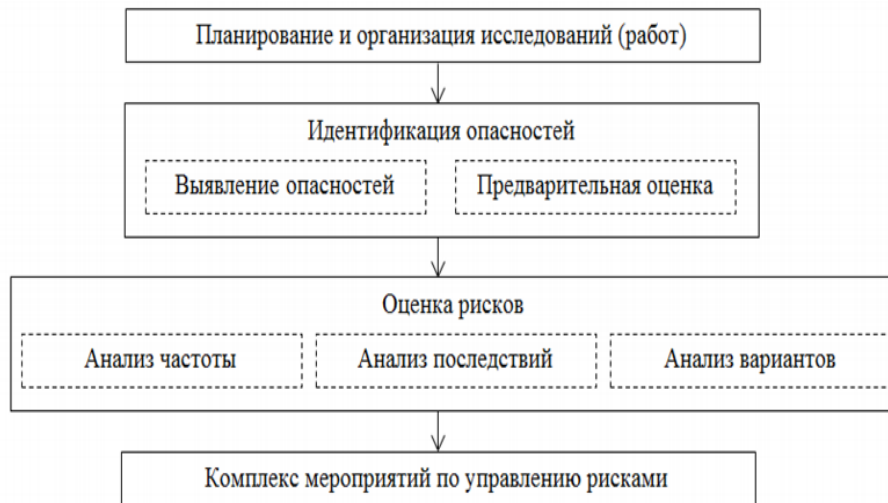 Планирование и организация исследований (работ)
Идентификация опасностей
Выявление опасностей
Предварительная оценка
Оценка рисков
Анализ частоты
Анализ последствий
Анализ вариантов
Комплекс мероприятий по управлению рисками